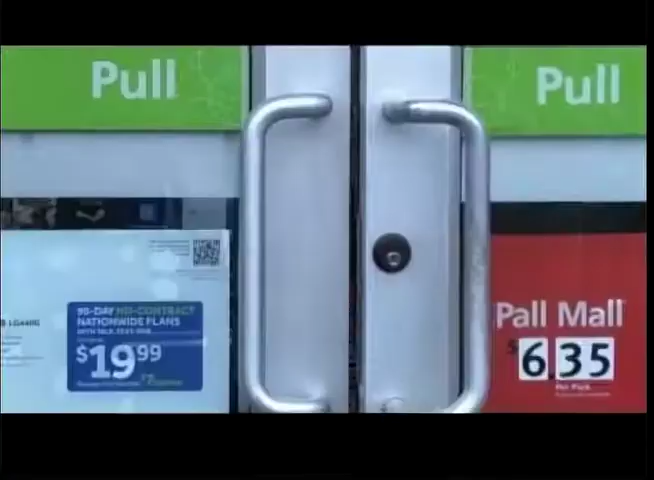 Pull
Pull
90-DAY NO-CONTRACT
NATIONWIDE PLANS
$19.99
Pall Mall
$6.35
Per Pack